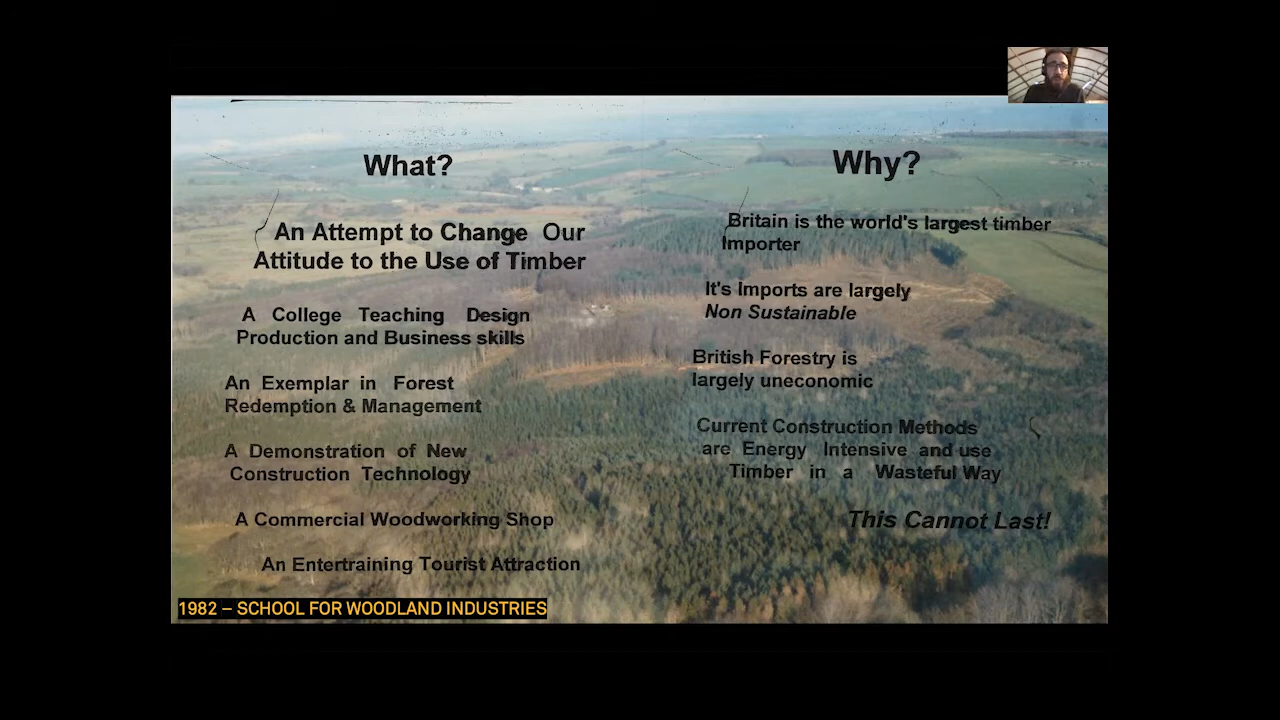 What?
An Attempt to Change Our
Attitude to the Use of Timber
A College Teaching Design
Production and Business skills
An Exemplar in Forest
Redemption & Management
A Demonstration of New
Construction Technology
A Commercial Woodworking Shop
An Entertraining Tourist Attraction
Why?
Britain is the world's largest timber
Importer
It's Imports are largely
Non Sustainable
British Forestry is
largely uneconomic
Current Construction Methods
are Energy Intensive and use
Timber in a Wasteful Way
This Cannot Last!
1982 – SCHOOL FOR WOODLAND INDUSTRIES